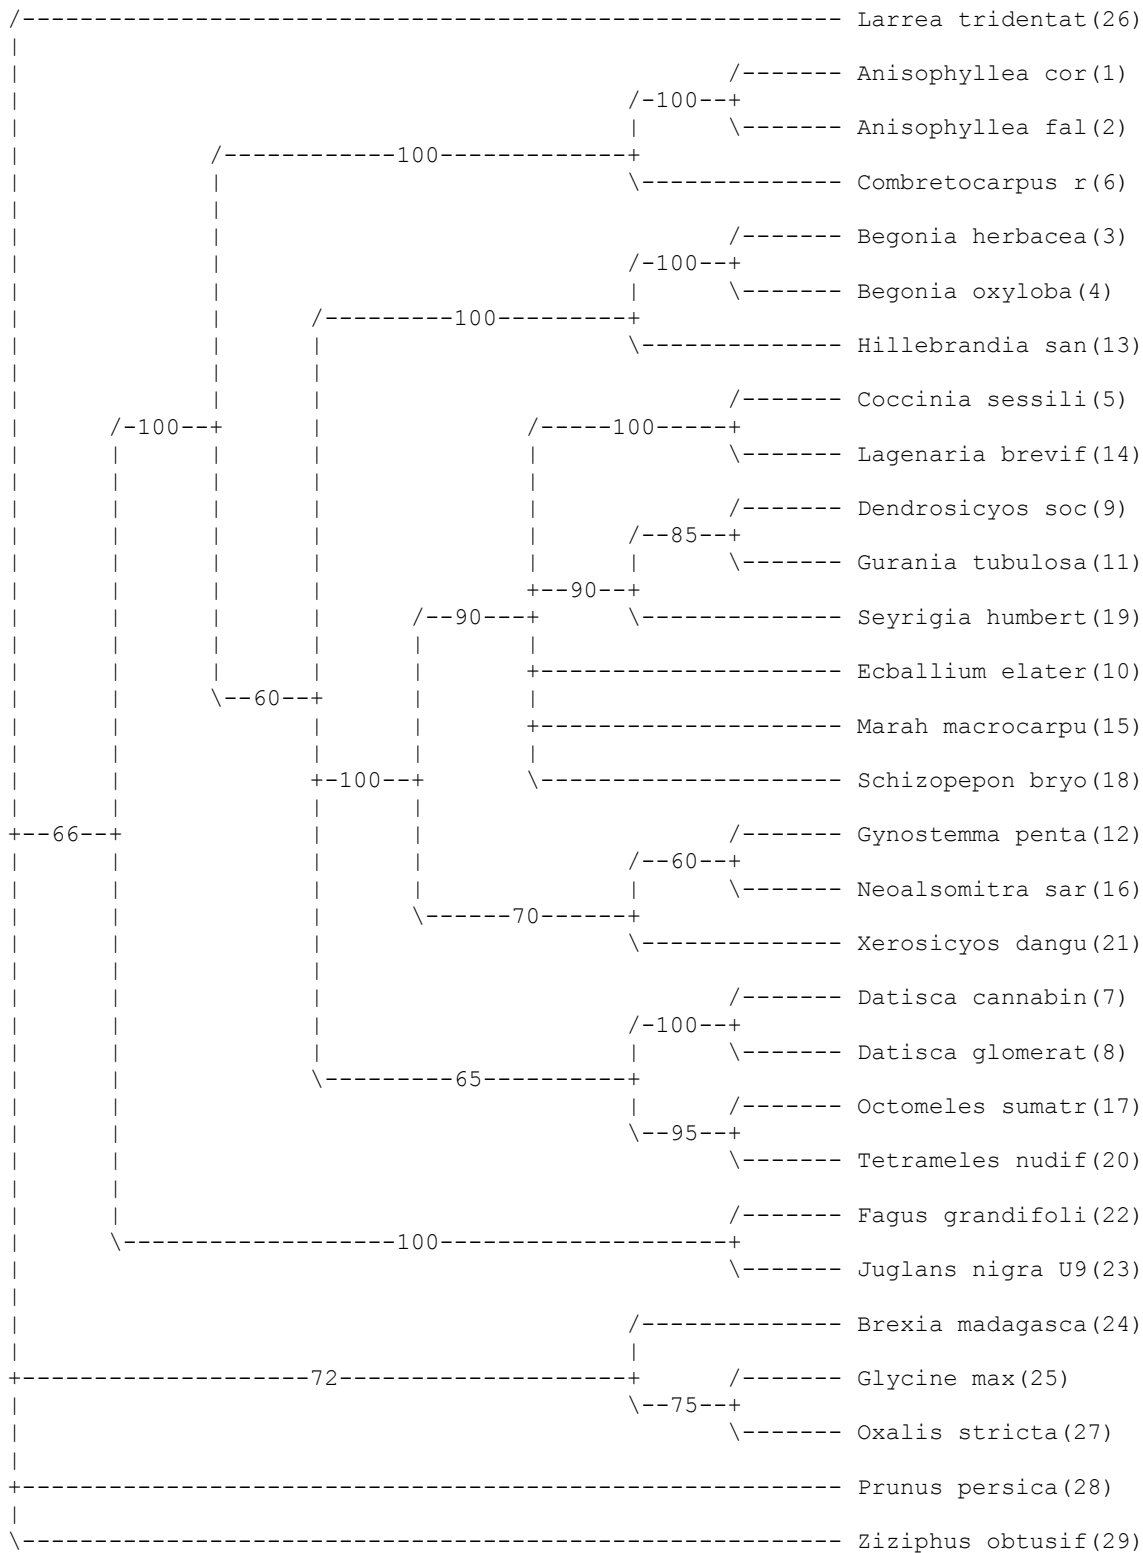 Larrea tridentat(26)
Anisophyllea cor(1)
100
Anisophyllea fal(2)
100
Combretocarpus r(6)
Begonia herbacea(3)
100
Begonia oxyloba(4)
100
Hillebrandia san(13)
Coccinia sessili(5)
100 100
Lagenaria brevif(14)
Dendrosicyos soc(9)
85
Gurania tubulosa(11)
90
90 Seyrigia humbert(19)
Ecballium elater(10)
60
Marah macrocarpu(15)
100 Schizopepon bryo(18)
66 Gynostemma penta(12)
60
Neoalsomitra sar(16)
70
Xerosicyos dangu(21)
Datisca cannabin(7)
100
Datisca glomerat(8)
65
Octomeles sumatr(17)
95
Tetrameles nudif(20)
Fagus grandifoli(22)
100
Juglans nigra U9(23)
Brexia madagasca(24)
72 Glycine max(25)
75
Oxalis stricta(27)
Prunus persica(28)
Ziziphus obtusif(29)